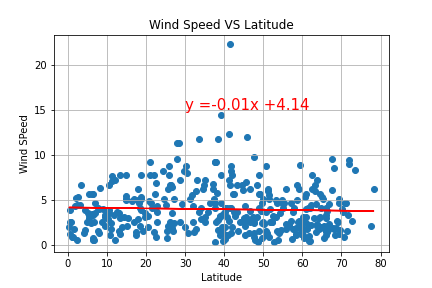 Wind Speed VS Latitude
Wind SPeed
20
15
10
5
0
y =-0.01x +4.14
0 10 20 30 40 50 60 70 80
Latitude